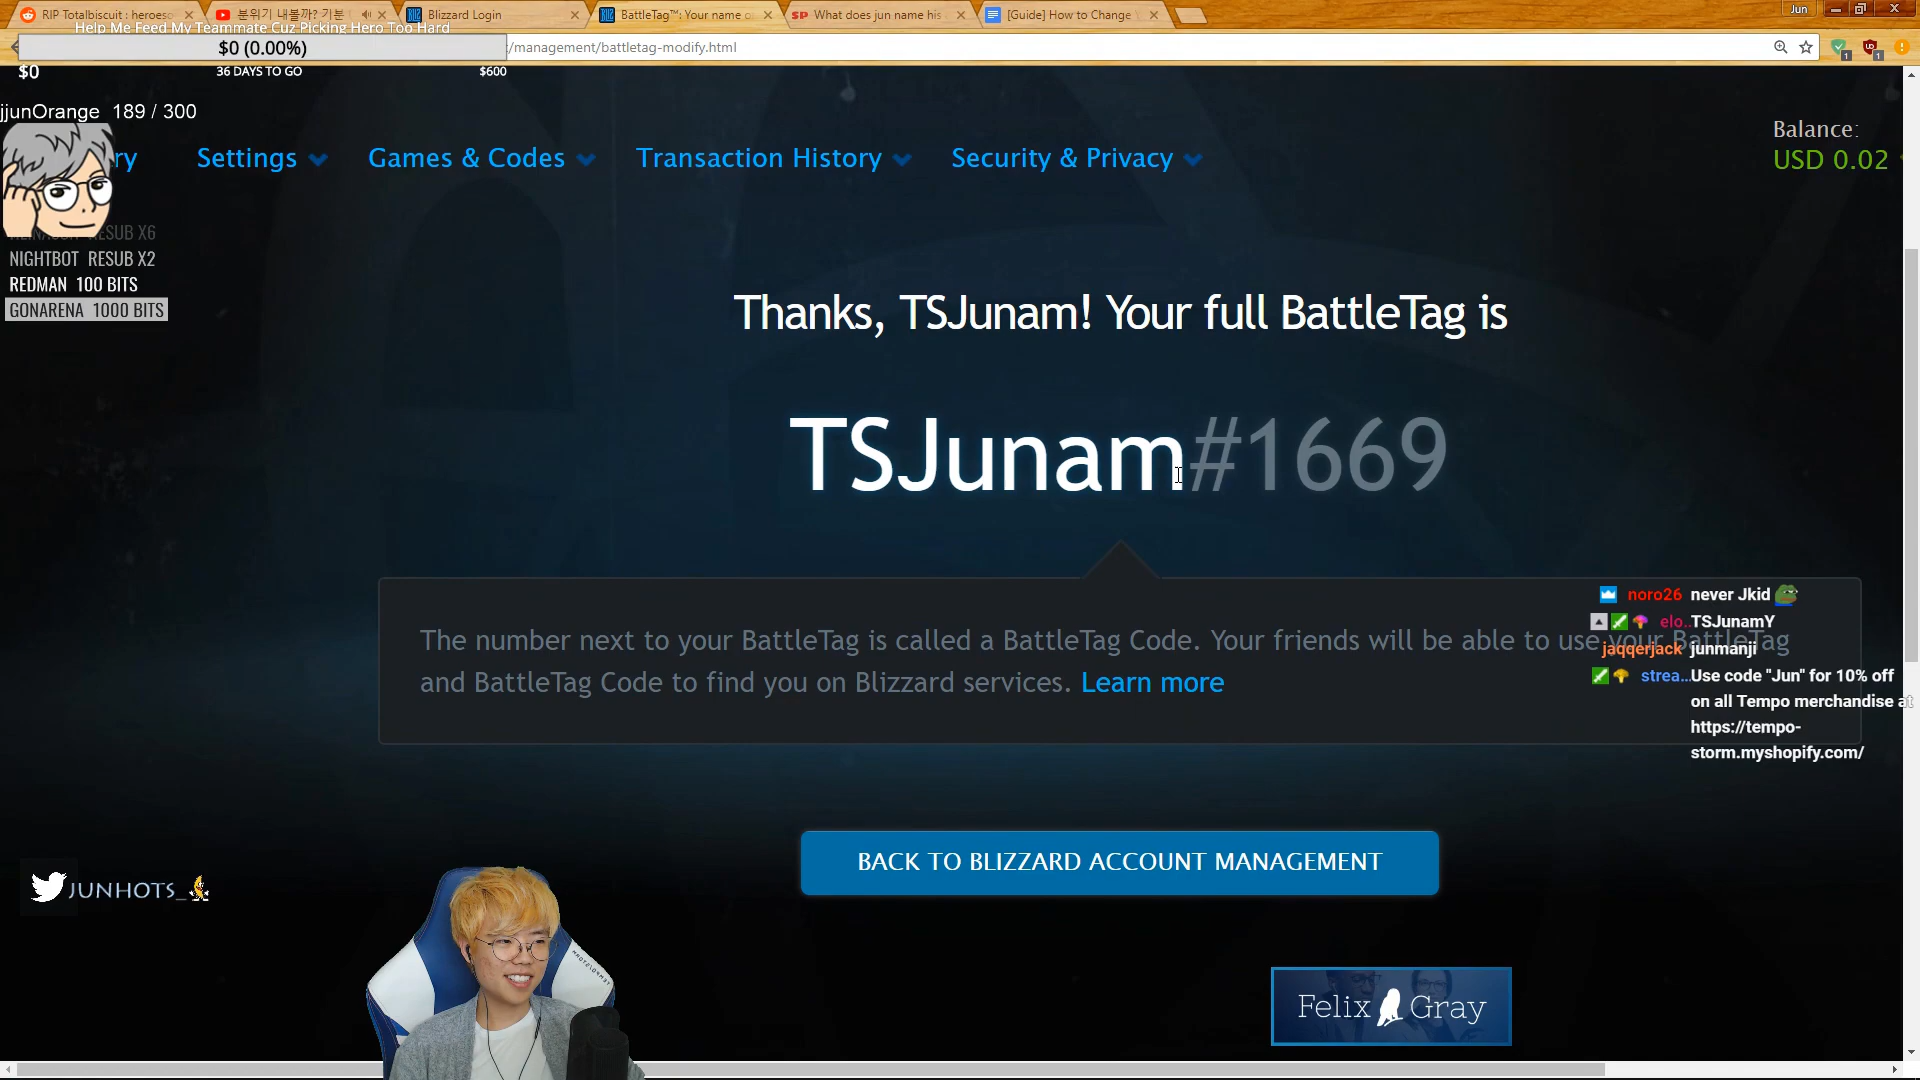 RIP Totalbiscuit : heroeso
분위기 내볼까? 기분
Blizzard Login
BattleTag™: Your name o
SP What does jun name his
[Guide] How to Change Y
Jun
Help Me Feed My Teammate Cuz Picking Hero Too Hard
$0 (0.00%)
/management/battletag-modify.html
$0
36 DAYS TO GO
$600
jjunOrange 189 / 300
Balance:
USD 0.02
ry
Settings
Games & Codes
Transaction History
Security & Privacy
RESUB X6
NIGHTBOT RESUB X2
REDMAN 100 BITS
GONARENA 1000 BITS
Thanks, TSJunam! Your full BattleTag is
TSJunam#1669
The number next to your BattleTag is called a BattleTag Code. Your friends will be able to use your BattleTag
and BattleTag Code to find you on Blizzard services. Learn more
noro26 never Jkid
elo..TSJunamY
jaqqerjack junmanji
strea...Use code "Jun" for 10% off
on all Tempo merchandise at
https://tempo-
storm.myshopify.com/
BACK TO BLIZZARD ACCOUNT MANAGEMENT
JUNHOTS_
Felix Gray